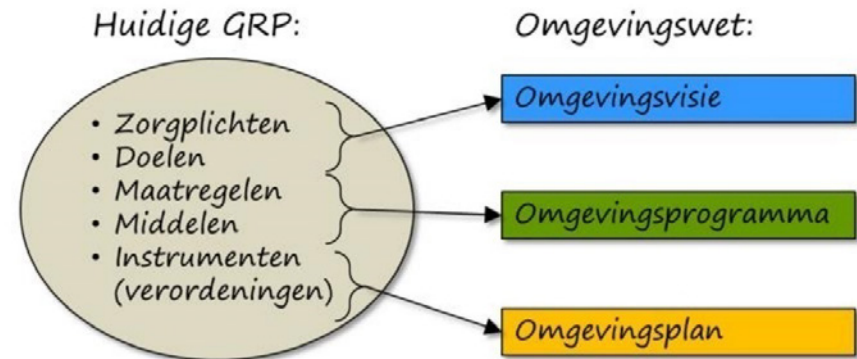 Huidige GRP:
Omgevingswet:
• Zorgplichten
• Doelen
• Maatregelen
• Middelen
• Instrumenten
(verordeningen)
Omgevingsvisie
Omgevingsprogramma
Omgevingsplan